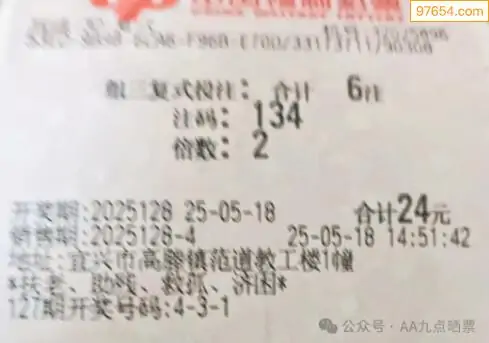 97654.com
组三复式投注: 合计 6注
注码: 134
倍数: 2
开奖期:2025128 25-05-18 合计24元
销售期:2025128-4 25-05-18 14:51:42
地址:宜兴市高塍镇范道教工楼1幢
*扶老、助残、救孤、济困*
127期开奖号码:4-3-1
公众号・AA九点晒票